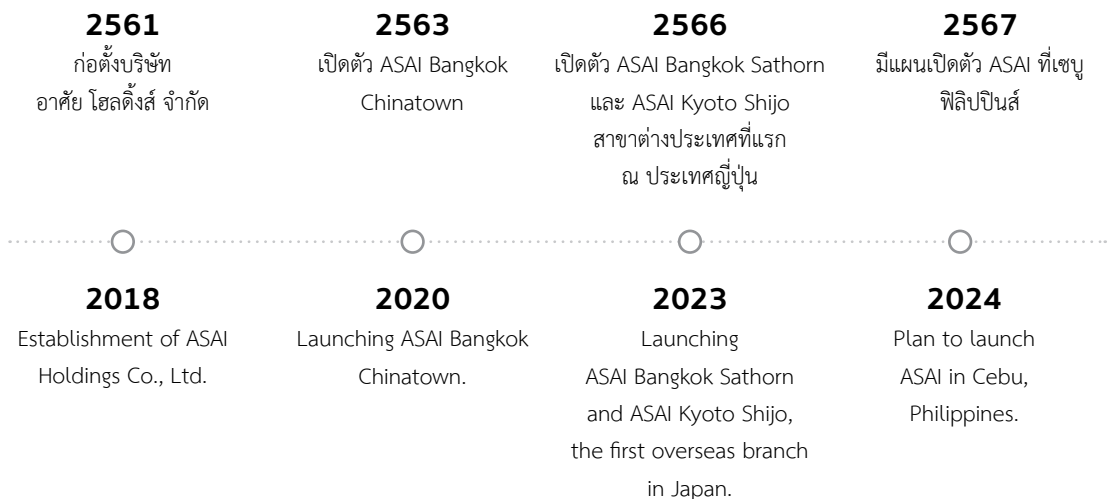 2561
ก่อตั้งบริษัท
อาศัย โฮลดิ้งส์ จำกัด
2563
เปิดตัว ASAI Bangkok
Chinatown
2566
เปิดตัว ASAI Bangkok Sathorn
และ ASAI Kyoto Shijo
สาขาต่างประเทศที่แรก
ณ ประเทศญี่ปุ่น
2567
มีแผนเปิดตัว ASAI ที่เซบู
ฟิลิปปินส์
2018
Establishment of ASAI
Holdings Co., Ltd.
2020
Launching ASAI Bangkok
Chinatown.
2023
Launching
ASAI Bangkok Sathorn
and ASAI Kyoto Shijo,
the first overseas branch
in Japan.
2024
Plan to launch
ASAI in Cebu,
Philippines.